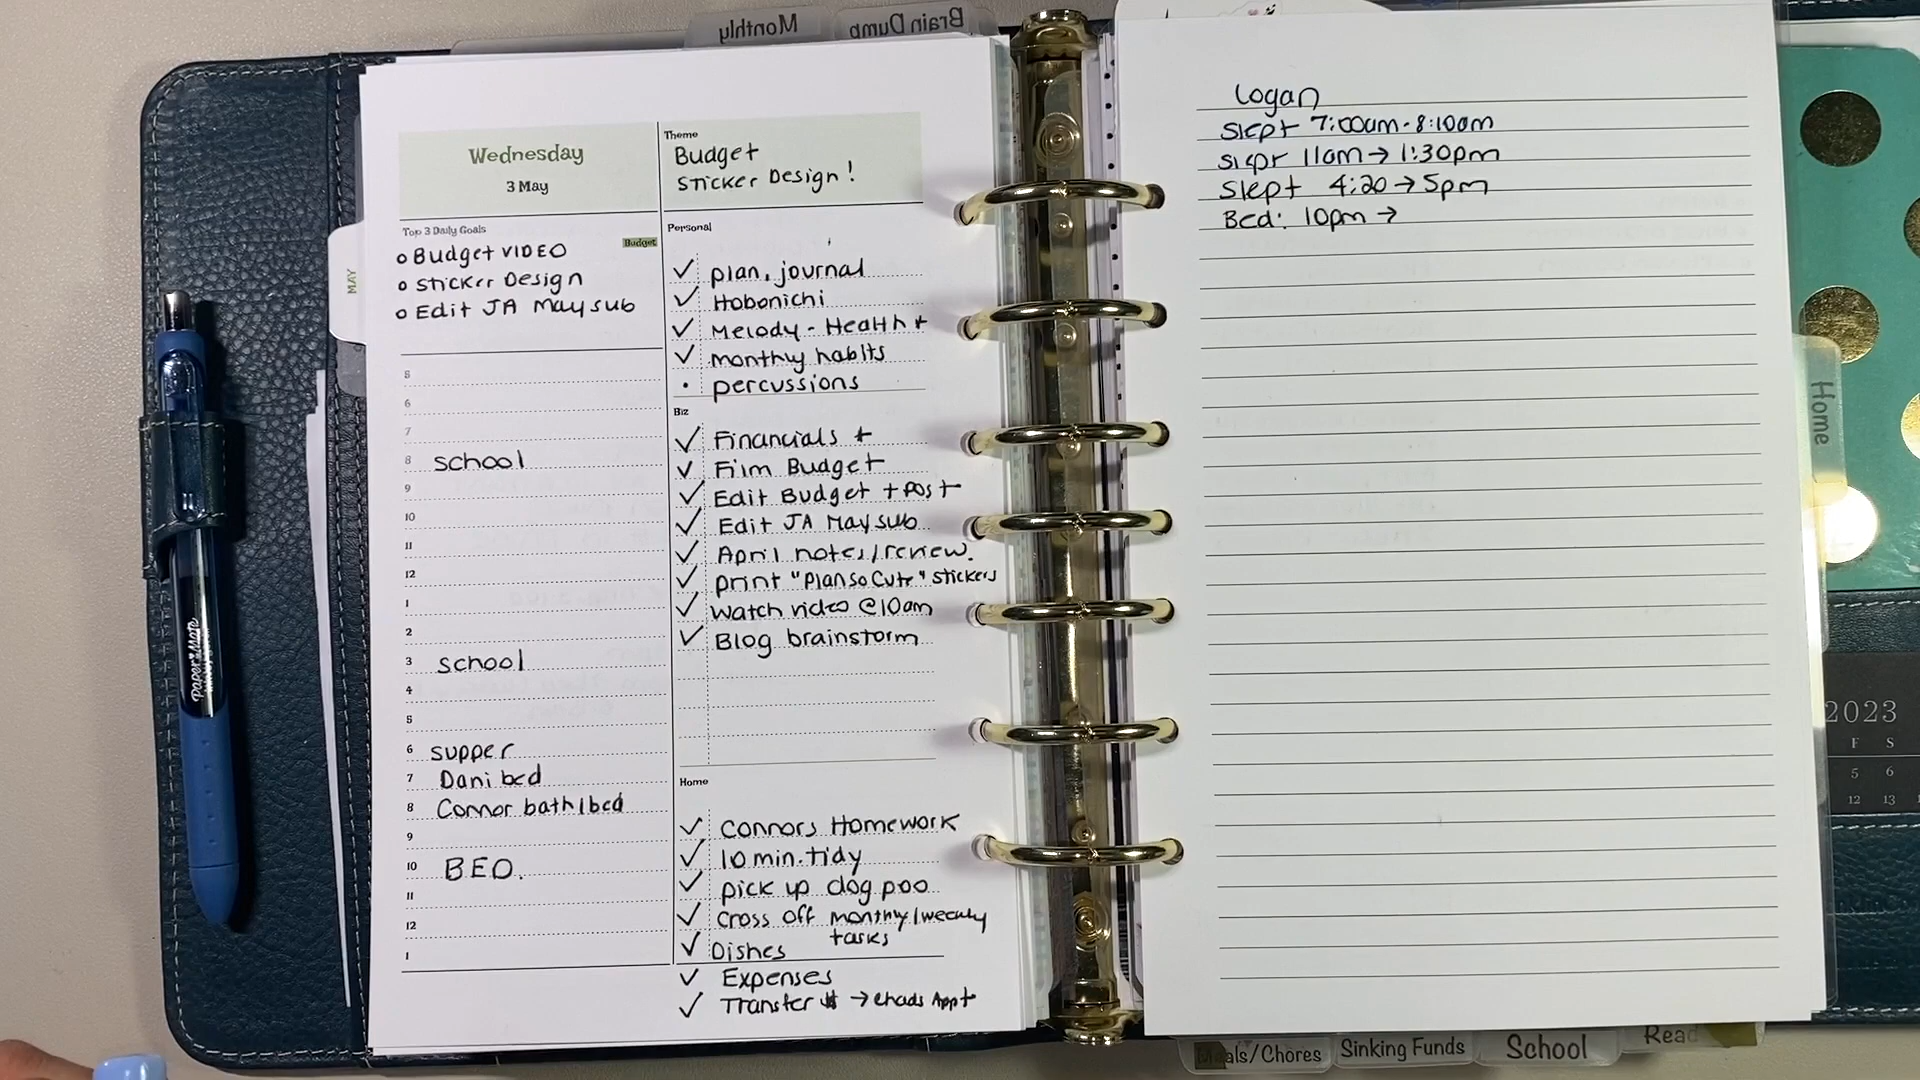 Monthly
Brain Dump
Wednesday
3 May
Theme
Budget
Sticker Design!
Top 3 Daily Goals
Budget
o Budget VIDEO
o Sticker Design
o Edit JA May sub
MAY
5
6
7
8 school
9
10
11
12
1
2
3 school
4
5
6 supper
7 Dani bed
8 Connor bath/bed
9
10 BED.
11
12
1
Personal
✓ plan, journal
✓ Hobonichi
✓ Melody - Health +
✓ monthly habits
• percussions
Biz
✓ Financials +
✓ Film Budget
✓ Edit Budget + post
✓ Edit JA May sub
✓ April notes/review.
✓ print "Plan so Cute" stickers
✓ Watch video @10am
✓ Blog brainstorm
Home
✓ Connors Homework
✓ 10 min. tidy
✓ pick up dog poo
✓ Cross off monthly/weekly
tasks
✓ Dishes
✓ Expenses
✓ Transfer $ → Chads Appt
Logan
Slept 7:00am - 8:10am
Slept 11am → 1:30pm
Slept 4:20 → 5pm
Bed: 10pm →
Home
2023
F S
5 6
12 13
Meals/Chores
Sinking Funds
School
Read
PaperMate